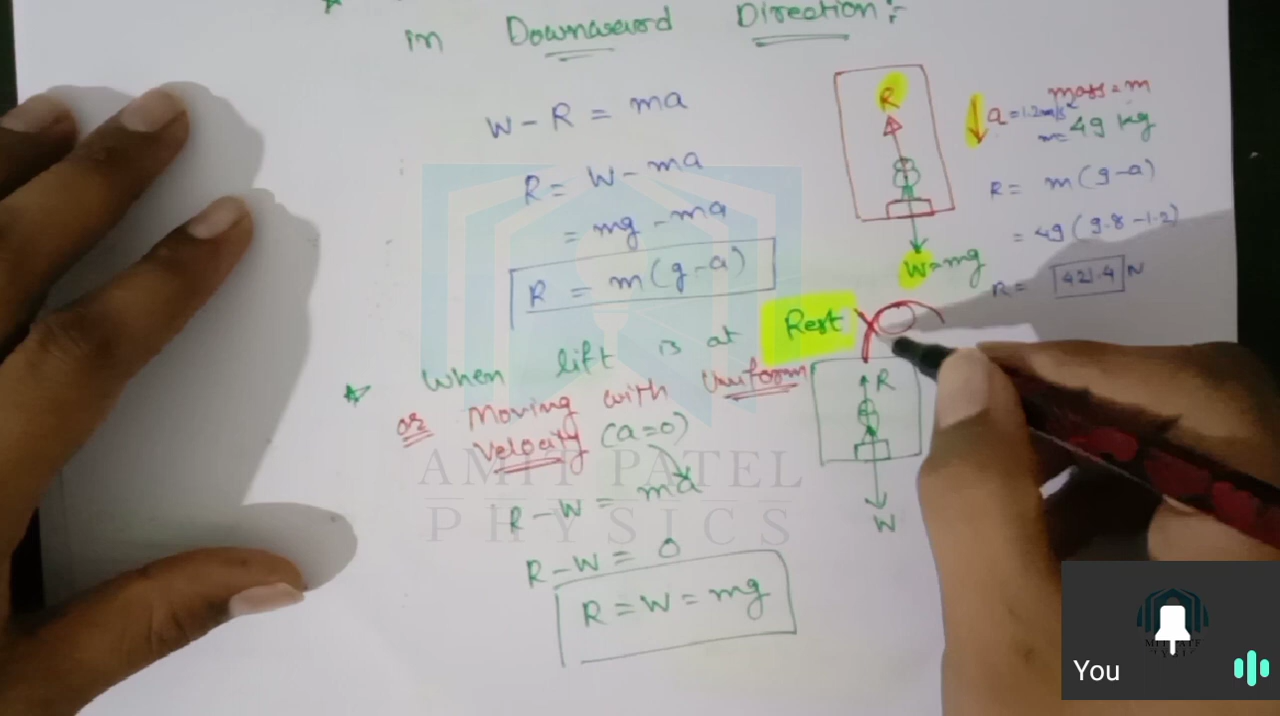 in Downward Direction:-
W - R = ma
R = W - ma
= mg - ma
R = m(g-a)
R
a = 1.2 m/s²
mass = m
m = 49 kg
R = m(g-a)
= 49(9.8-1.2)
R = 421.4 N
W=mg
When lift is at Rest
or Moving with Uniform
Velocity (a=0)
R - W = ma
R - W = 0
R = W = mg
R
W
AMIT PATEL
PHYSICS
You